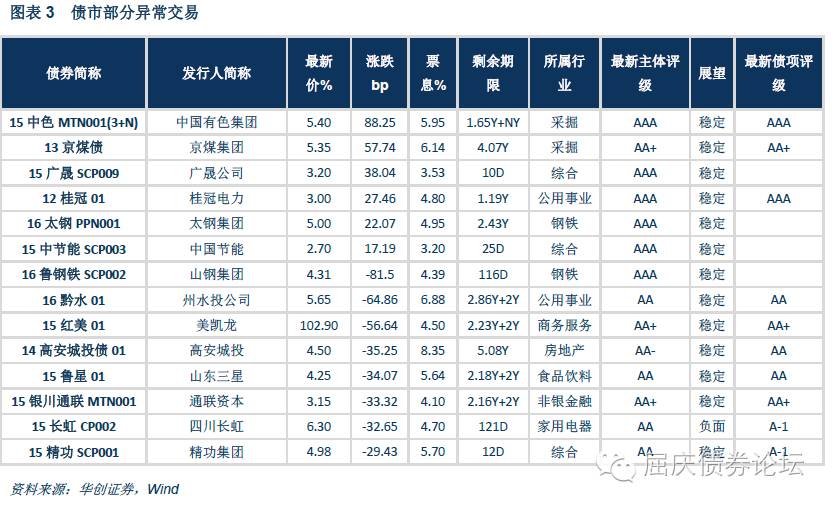 图表 3 债市部分异常交易
债券简称 发行人简称 最新价% 涨跌bp 票息% 剩余期限 所属行业 最新主体评级 展望 最新债项评级
15 中色 MTN001(3+N) 中国有色集团 5.40 88.25 5.95 1.65Y+NY 采掘 AAA 稳定 AAA
13 京煤债 京煤集团 5.35 57.74 6.14 4.07Y 采掘 AA+ 稳定 AA+
15 广晟 SCP009 广晟公司 3.20 38.04 3.53 10D 综合 AAA 稳定
12 桂冠 01 桂冠电力 3.00 27.46 4.80 1.19Y 公用事业 AAA 稳定 AAA
16 太钢 PPN001 太钢集团 5.00 22.07 4.95 2.43Y 钢铁 AAA 稳定
15 中节能 SCP003 中国节能 2.70 17.19 3.20 25D 综合 AAA 稳定
16 鲁钢铁 SCP002 山钢集团 4.31 -81.5 4.39 116D 钢铁 AAA 稳定
16 黔水 01 州水投公司 5.65 -64.86 6.88 2.86Y+2Y 公用事业 AA 稳定 AA
15 红美 01 美凯龙 102.90 -56.64 4.50 2.23Y+2Y 商务服务 AA+ 稳定 AA+
14 高安城投债 01 高安城投 4.50 -35.25 8.35 5.08Y 房地产 AA- 稳定 AA
15 鲁星 01 山东三星 4.25 -34.07 5.64 2.18Y+2Y 食品饮料 AA 稳定 AA
15 银川通联 MTN001 通联资本 3.15 -33.32 4.10 2.16Y+2Y 非银金融 AA+ 稳定 AA+
15 长虹 CP002 四川长虹 6.30 -32.65 4.70 121D 家用电器 AA 负面 A-1
15 精功 SCP001 精功集团 4.98 -29.43 5.70 12D 综合 AA 稳定 A-1
屈庆债券论坛
资料来源：华创证券，Wind